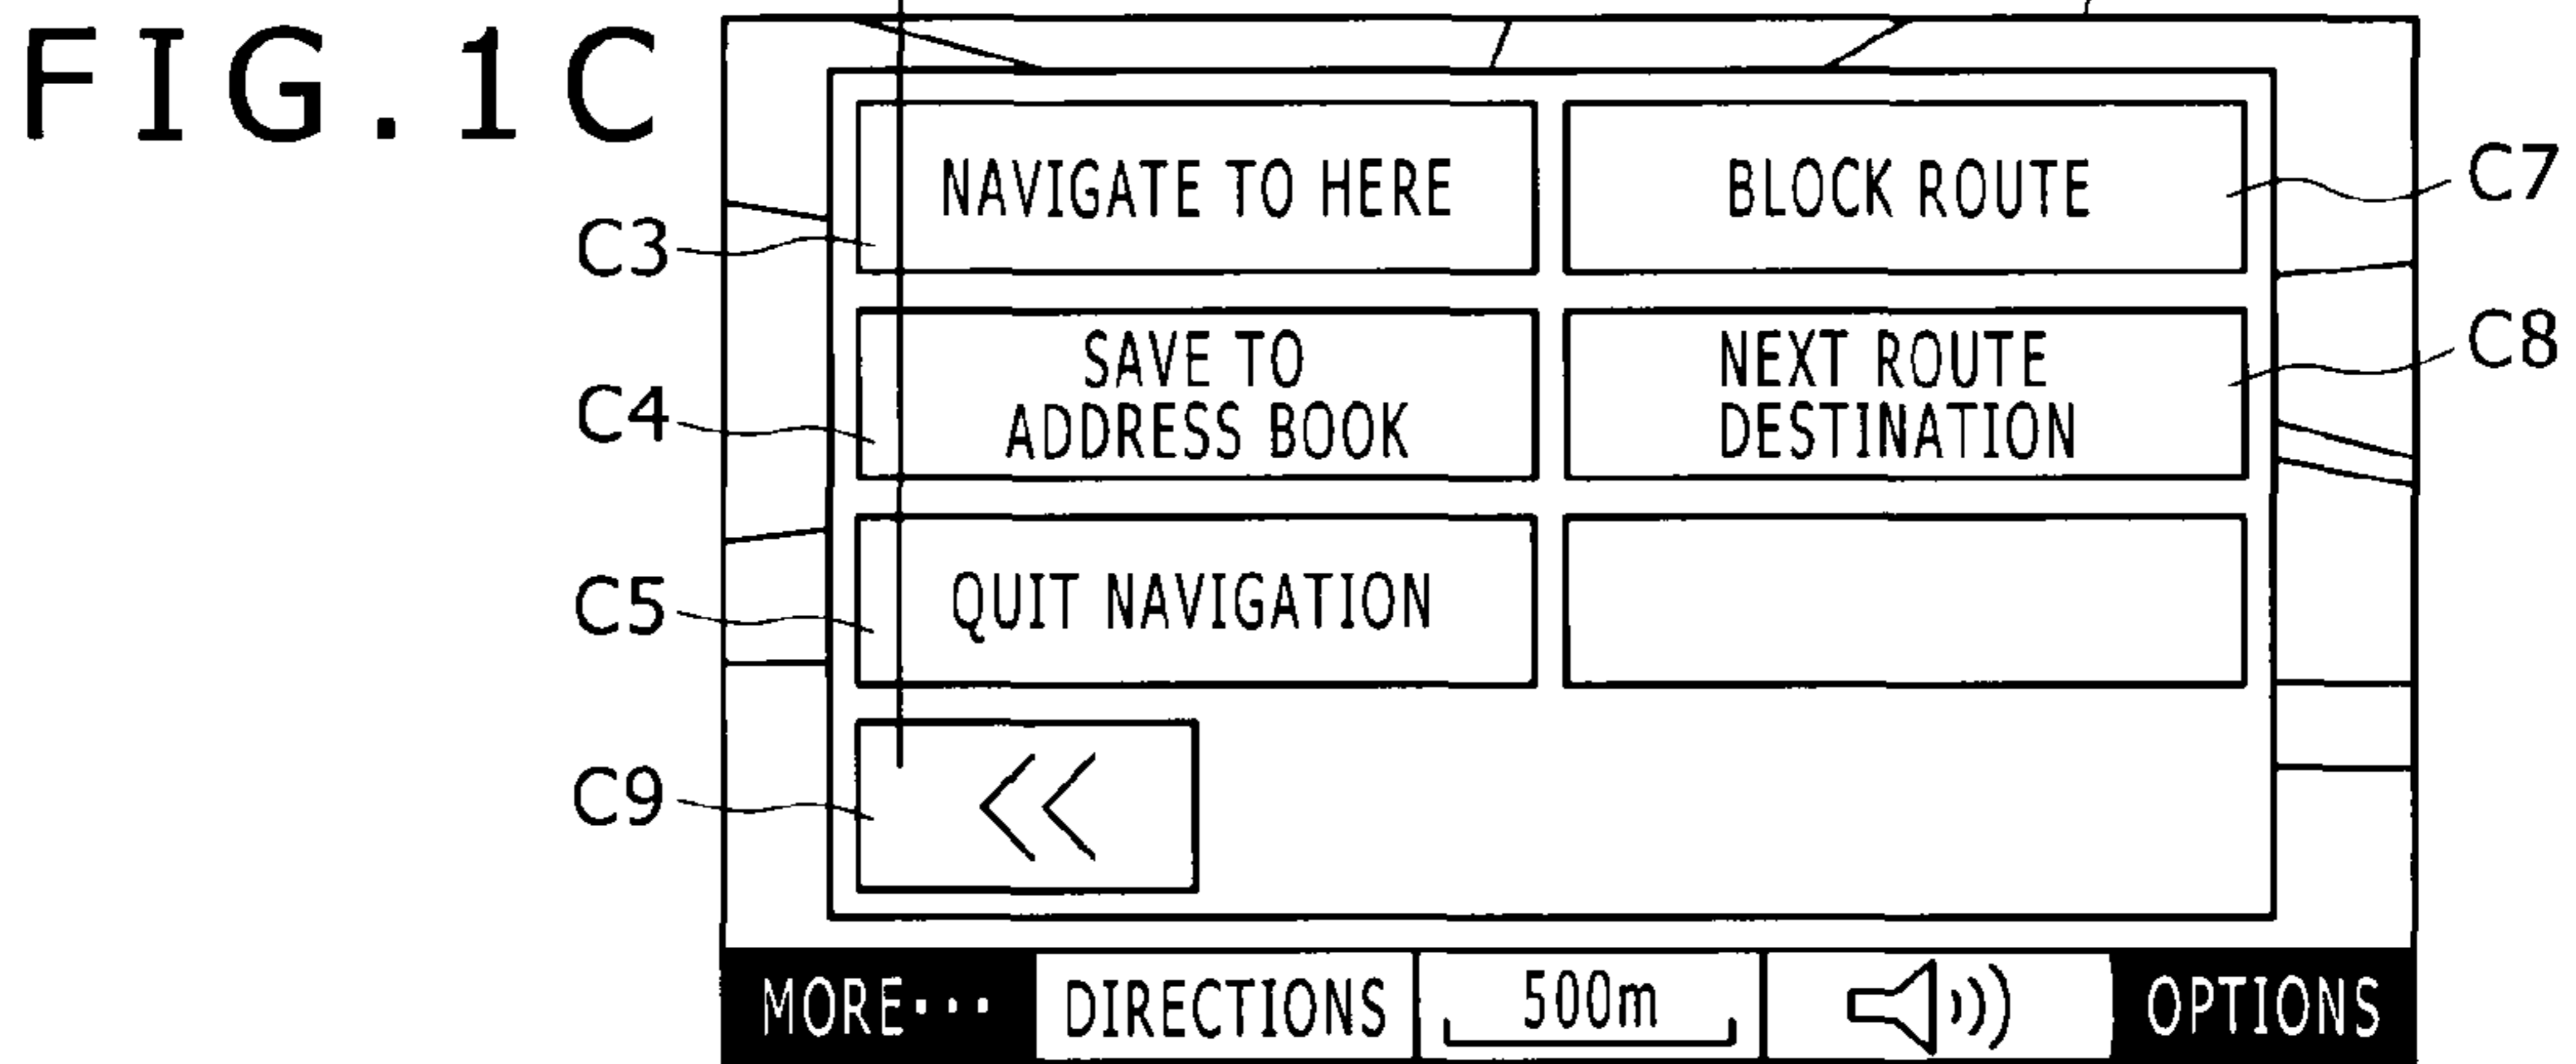 FIG.1C
NAVIGATE TO HERE
BLOCK ROUTE
C7
C3
SAVE TO
ADDRESS BOOK
NEXT ROUTE
DESTINATION
C8
C4
QUIT NAVIGATION
C5
C9
MORE···
DIRECTIONS
500m
OPTIONS